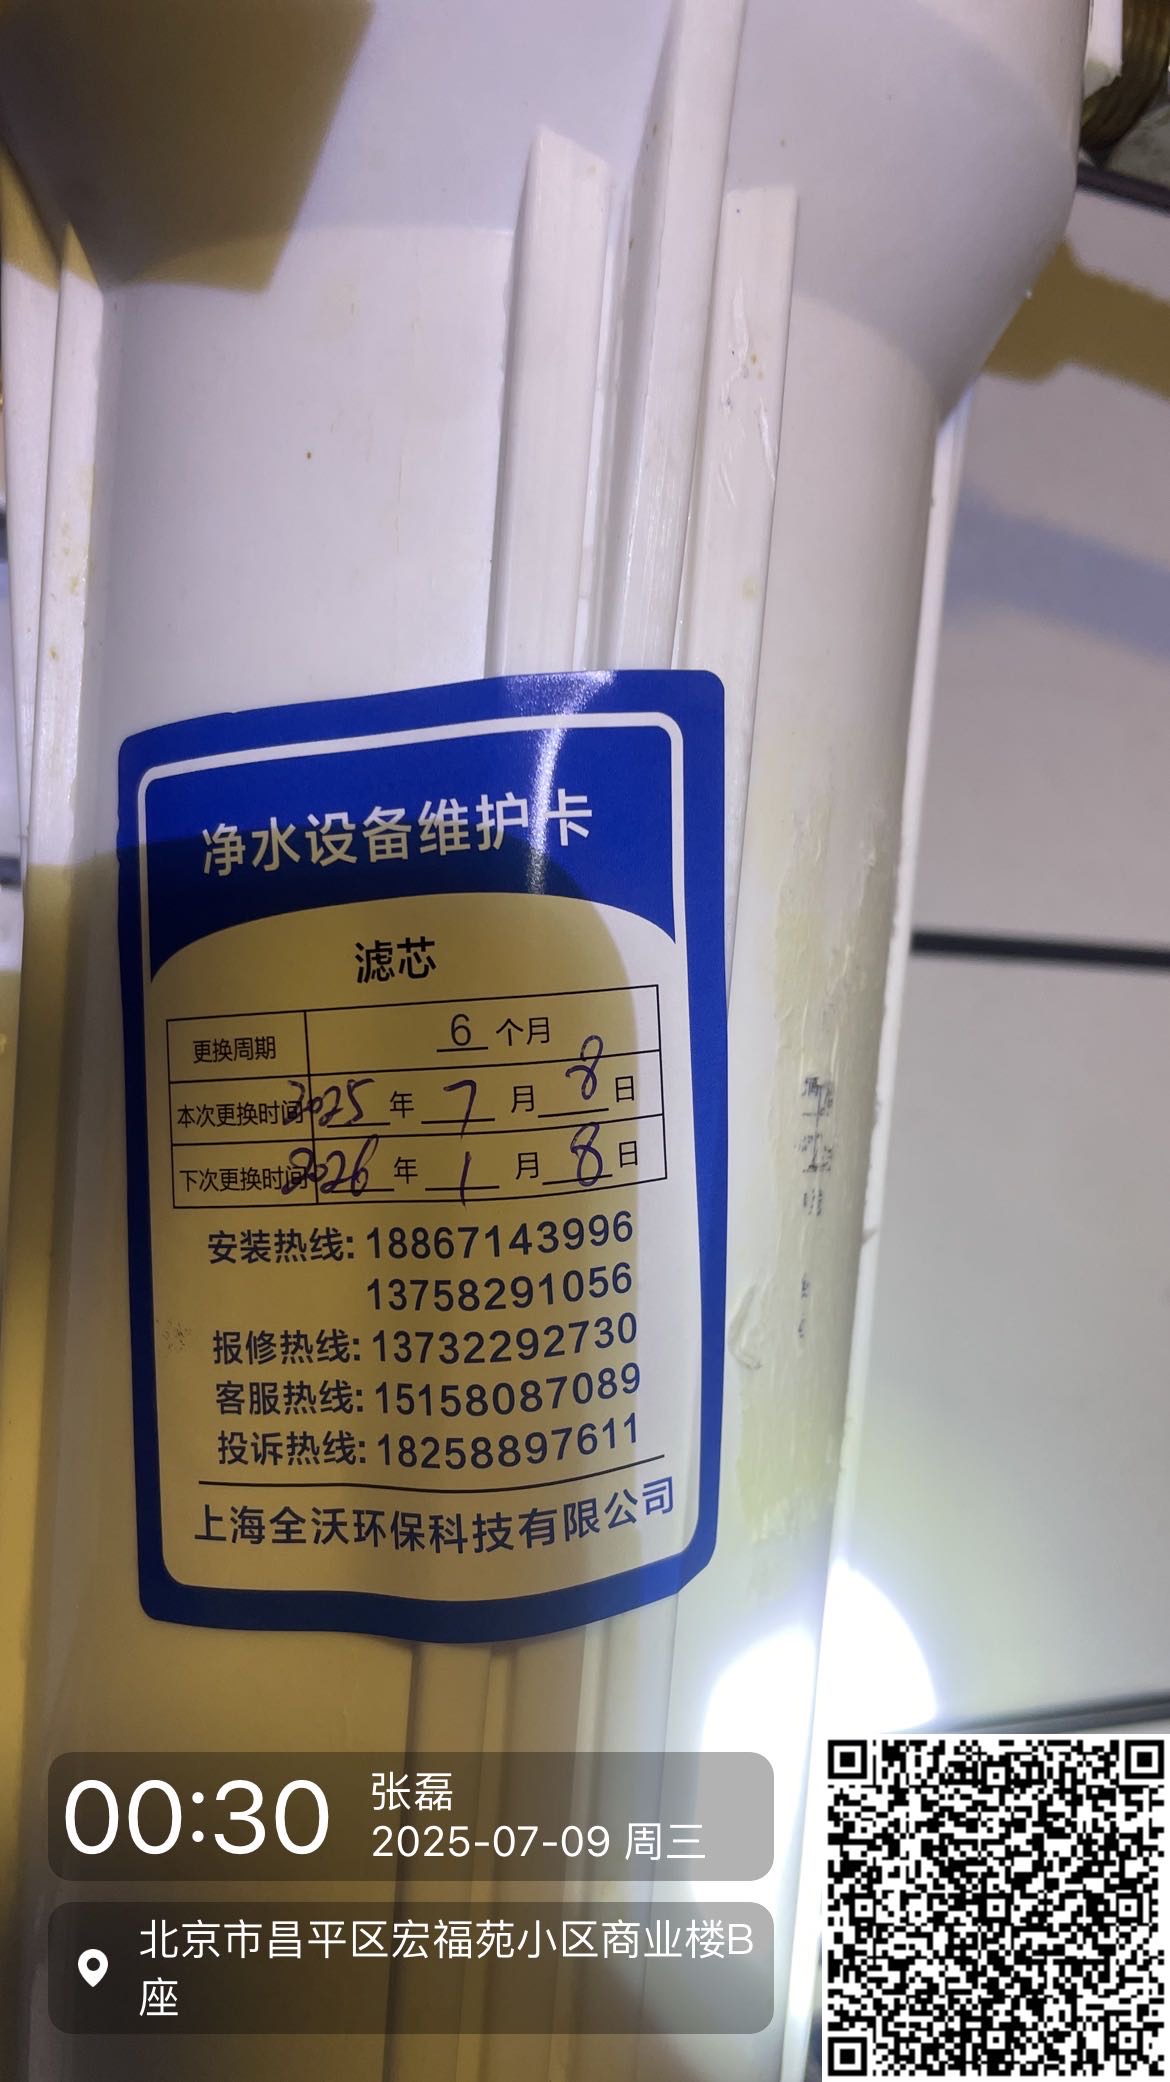 净水设备维护卡
滤芯
更换周期 6 个月
本次更换时间 2025 年 7 月 8 日
下次更换时间 2026 年 1 月 8 日
安装热线: 18867143996
13758291056
报修热线: 13732292730
客服热线: 15158087089
投诉热线: 18258897611
上海全沃环保科技有限公司
00:30
张磊
2025-07-09 周三
北京市昌平区宏福苑小区商业楼B
座